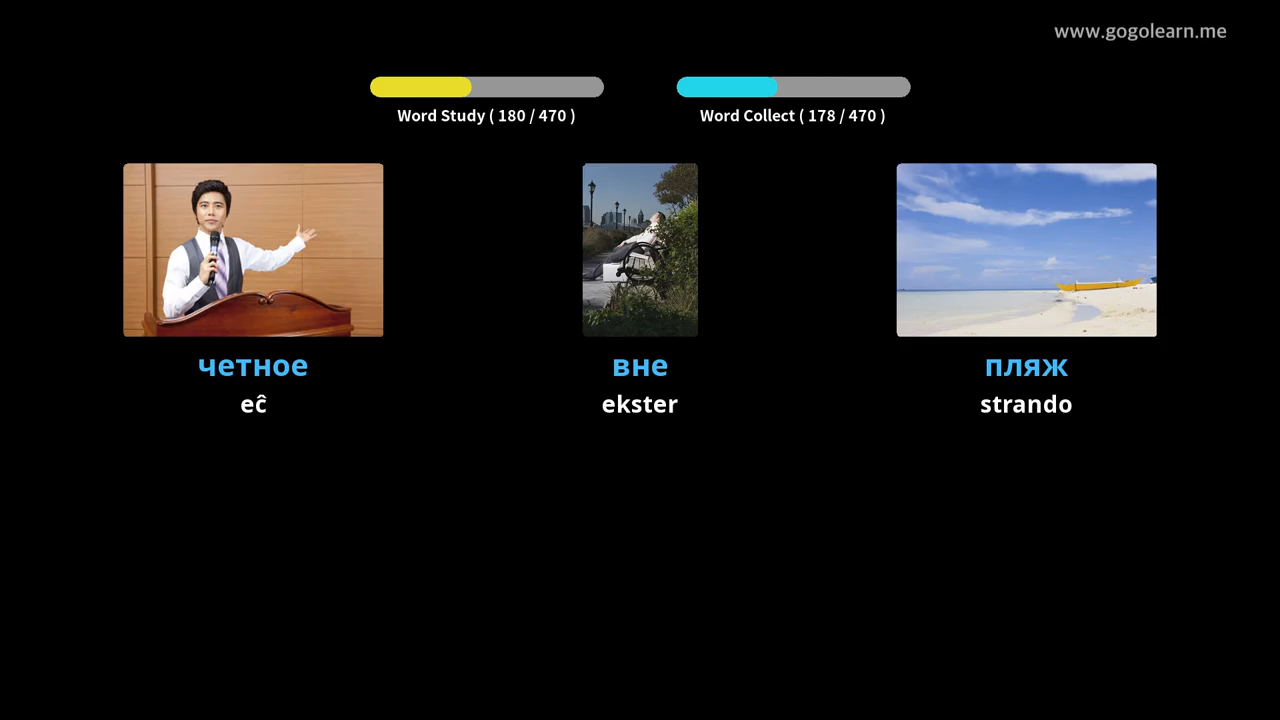 www.gogolearn.me
Word Study ( 180 / 470 )
Word Collect ( 178 / 470 )
четное
вне
пляж
eĉ
ekster
strando